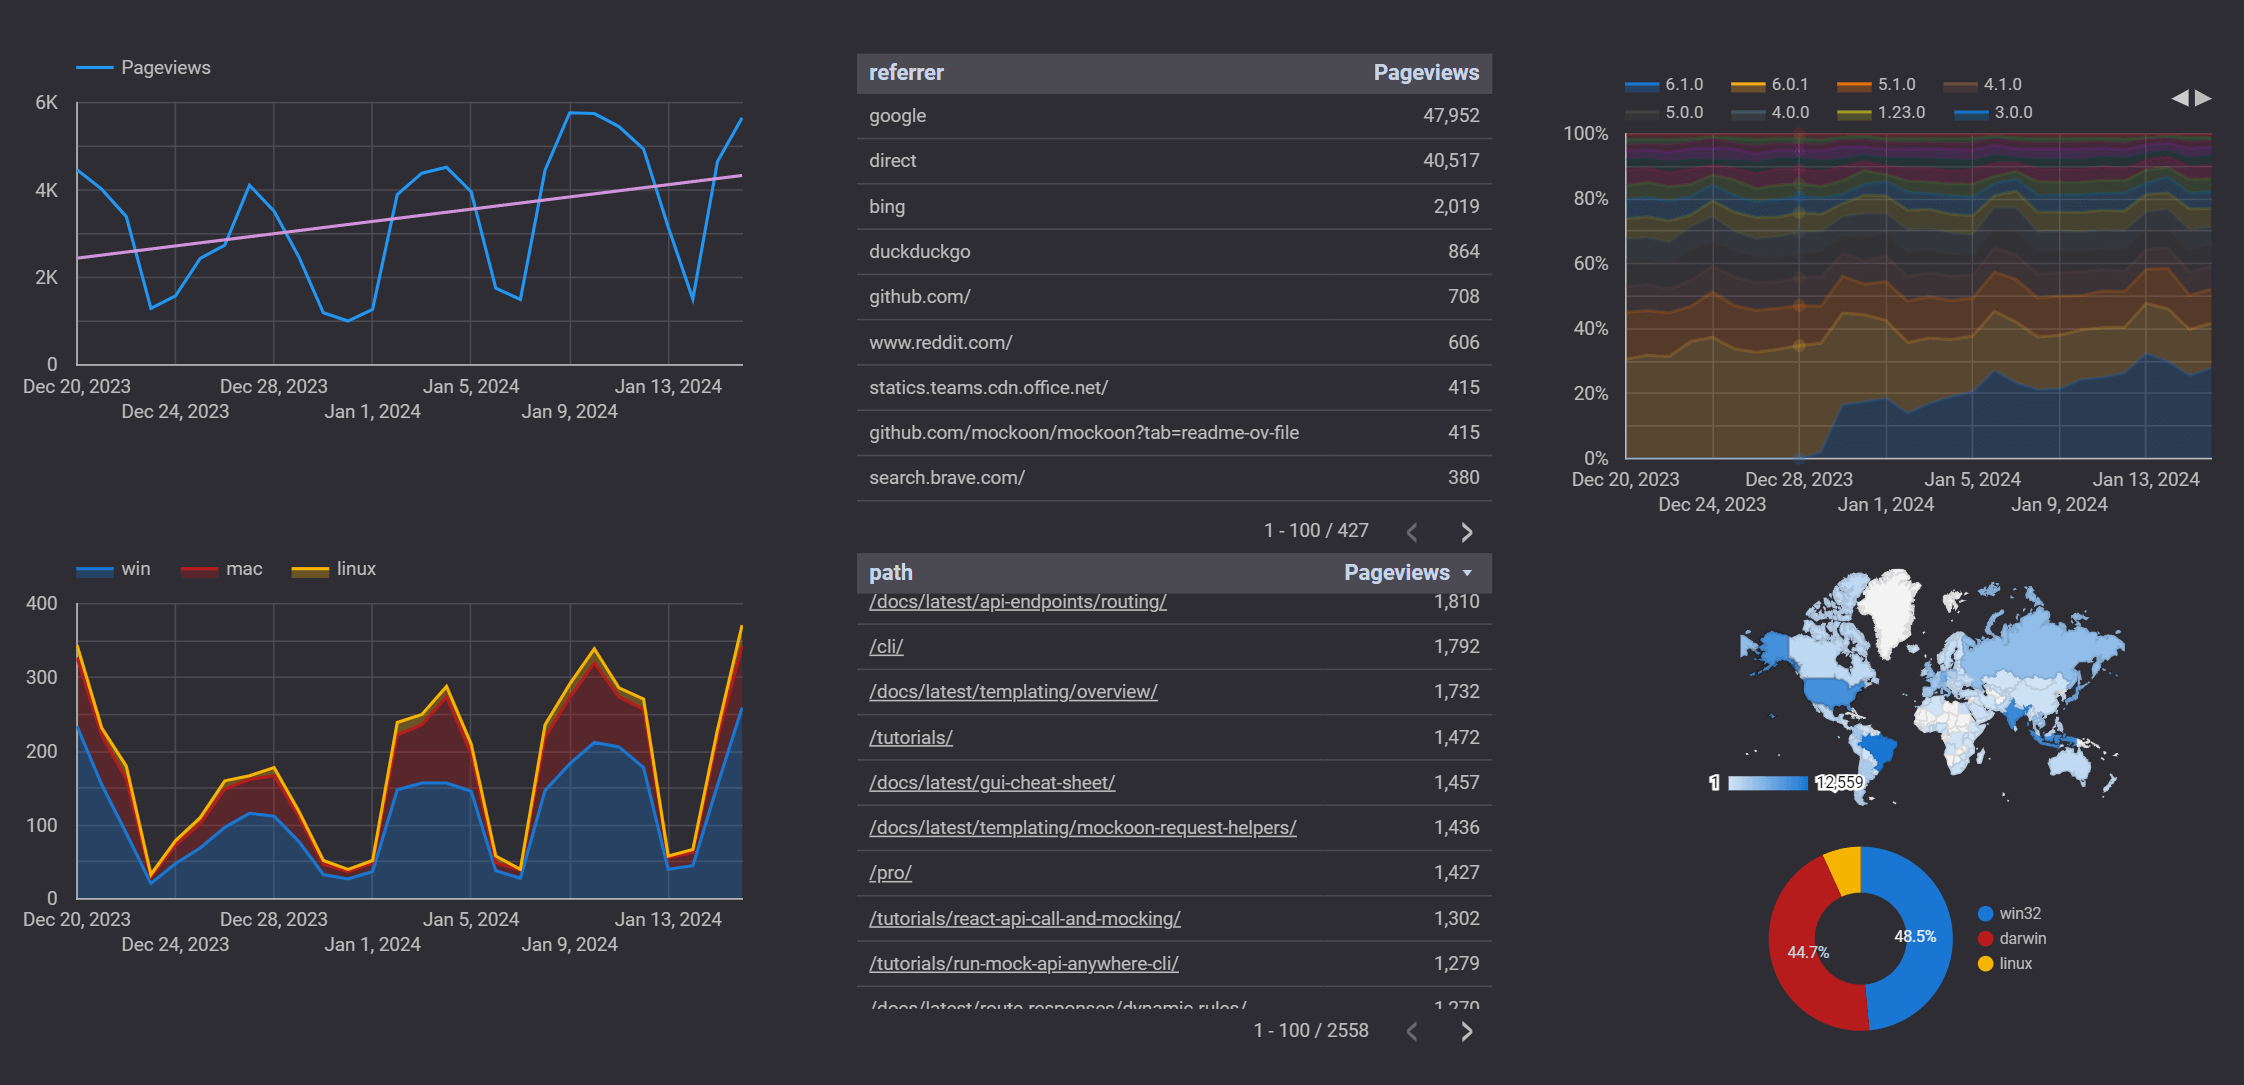 Pageviews
6K
4K
2K
0
Dec 20, 2023 Dec 28, 2023 Jan 5, 2024 Jan 13, 2024
Dec 24, 2023 Jan 1, 2024 Jan 9, 2024
referrer Pageviews
google 47,952
direct 40,517
bing 2,019
duckduckgo 864
github.com/ 708
www.reddit.com/ 606
statics.teams.cdn.office.net/ 415
github.com/mockoon/mockoon?tab=readme-ov-file 415
search.brave.com/ 380
1 - 100 / 427
6.1.0 6.0.1 5.1.0 4.1.0
5.0.0 4.0.0 1.23.0 3.0.0
100%
80%
60%
40%
20%
0%
Dec 20, 2023 Dec 28, 2023 Jan 5, 2024 Jan 13, 2024
Dec 24, 2023 Jan 1, 2024 Jan 9, 2024
win mac linux
400
300
200
100
0
Dec 20, 2023 Dec 28, 2023 Jan 5, 2024 Jan 13, 2024
Dec 24, 2023 Jan 1, 2024 Jan 9, 2024
path Pageviews
/docs/latest/api-endpoints/routing/ 1,810
/cli/ 1,792
/docs/latest/templating/overview/ 1,732
/tutorials/ 1,472
/docs/latest/gui-cheat-sheet/ 1,457
/docs/latest/templating/mockoon-request-helpers/ 1,436
/pro/ 1,427
/tutorials/react-api-call-and-mocking/ 1,302
/tutorials/run-mock-api-anywhere-cli/ 1,279
/docs/latest/route-responses/dynamic-rules/ 1,270
1 - 100 / 2558
1 12,559
48.5%
44.7%
win32
darwin
linux